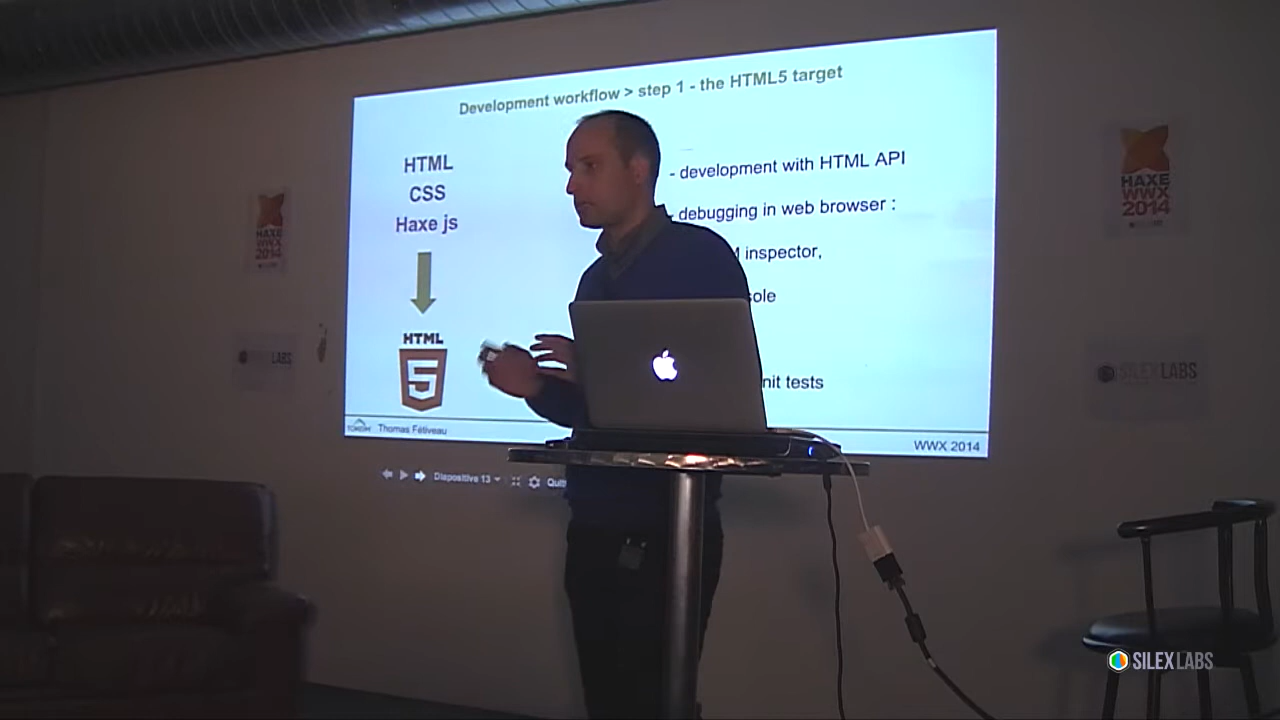 Development workflow > step 1 - the HTML5 target
HTML
CSS
Haxe js
HTML
5
- development with HTML API
- debugging in web browser :
inspector,
Thomas Fétiveau
WWX 2014
Diapositive 13
HAXE
WWX
2014
HAXE
WWX
2014
LABS
SILEX LABS
SILEX LABS
tests